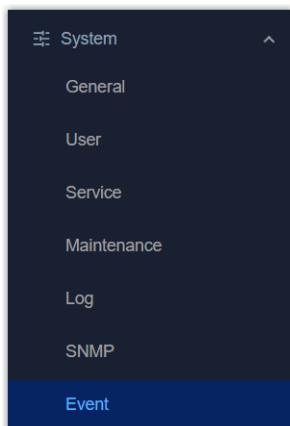 System
General
User
Service
Maintenance
Log
SNMP
Event